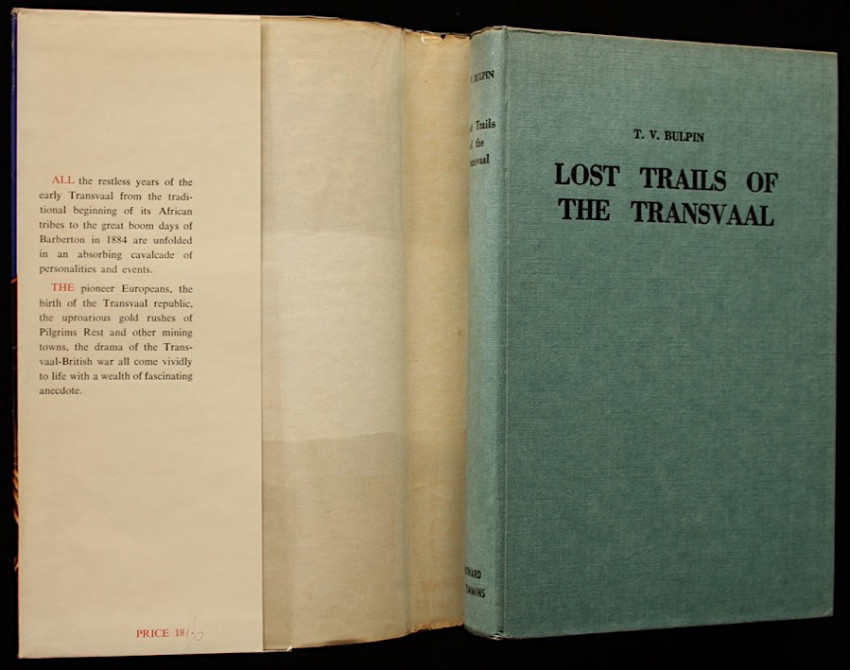 ALL the restless years of the
early Transvaal from the tradi-
tional beginning of its African
tribes to the great boom days of
Barberton in 1884 are unfolded
in an absorbing cavalcade of
personalities and events.
THE pioneer Europeans, the
birth of the Transvaal republic,
the uproarious gold rushes of
Pilgrims Rest and other mining
towns, the drama of the Trans-
vaal-British war all come vividly
to life with a wealth of fascinating
anecdote.
PRICE 18/-
BULPIN
Trails
the
T. V. BULPIN
LOST TRAILS OF
THE TRANSVAAL